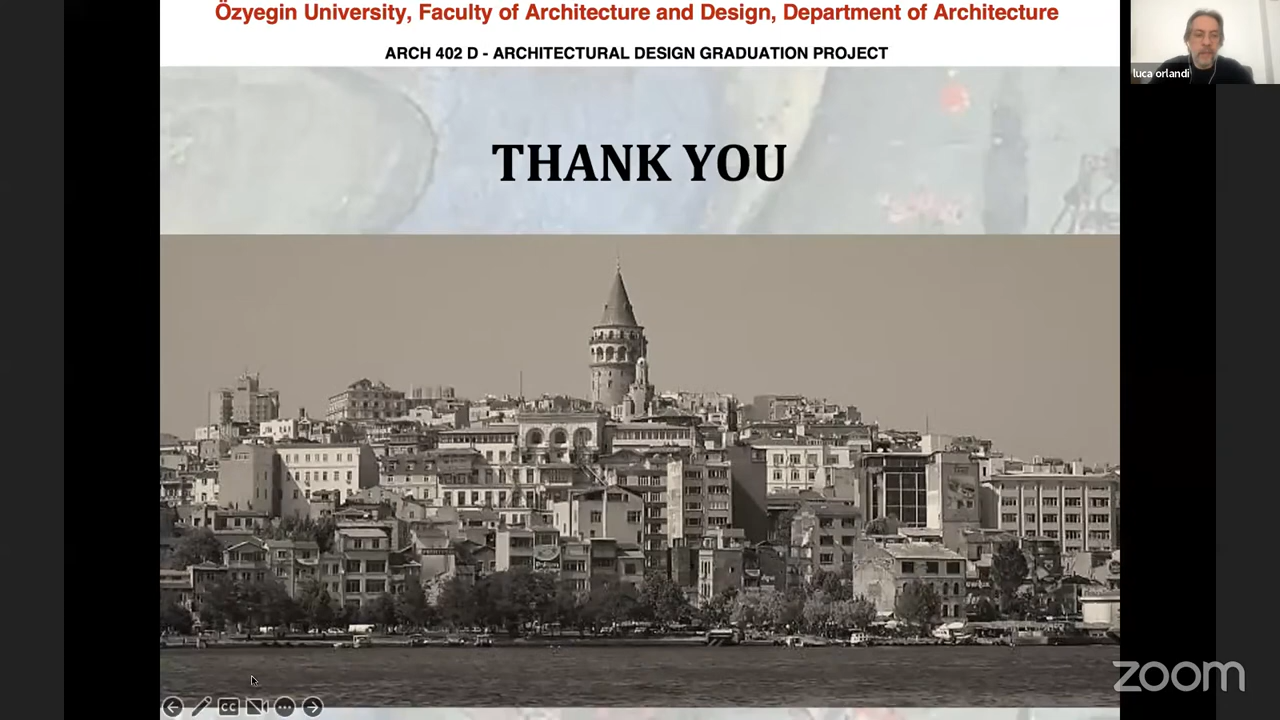 Özyegin University, Faculty of Architecture and Design, Department of Architecture
ARCH 402 D - ARCHITECTURAL DESIGN GRADUATION PROJECT
luca orlandi
THANK YOU
zoom
CC